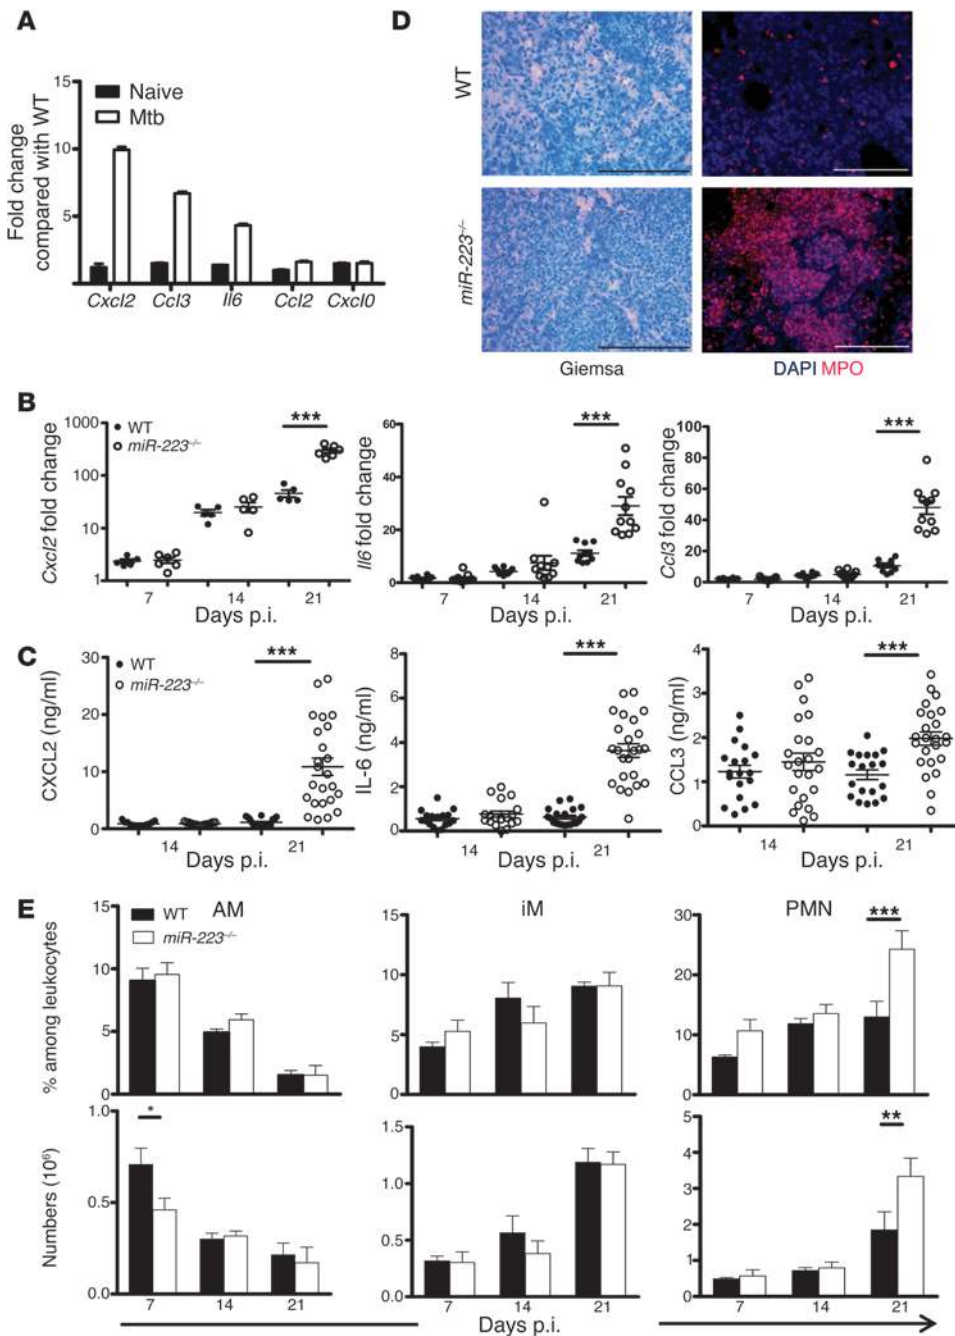 A
Fold change
compared with WT
15
10
5
Naive
Mtb
Cxcl2 Ccl3 Il6 Ccl2 Cxcl0
D
WT
miR-223–/–
Giemsa
DAPI MPO
B
Cxcl2 fold change
1000
100
10
1
WT
miR-223–/–
***
7 14 21
Days p.i.
Il6 fold change
60
40
20
0
***
7 14 21
Days p.i.
Ccl3 fold change
100
80
60
40
20
0
***
7 14 21
Days p.i.
C
CXCL2 (ng/ml)
30
20
10
0
WT
miR-223–/–
***
14 21
Days p.i.
IL-6 (ng/ml)
8
6
4
2
0
***
14 21
Days p.i.
CCL3 (ng/ml)
4
3
2
1
0
***
14 21
Days p.i.
E
AM
iM
PMN
% among leukocytes
15
10
5
0
WT
miR-223–/–
15
10
5
0
30
20
10
0
***
Numbers (10⁶)
1.0
0.5
0.0
*
7 14 21
1.5
1.0
0.5
0.0
7 14 21
5
4
3
2
1
0
**
7 14 21
Days p.i.